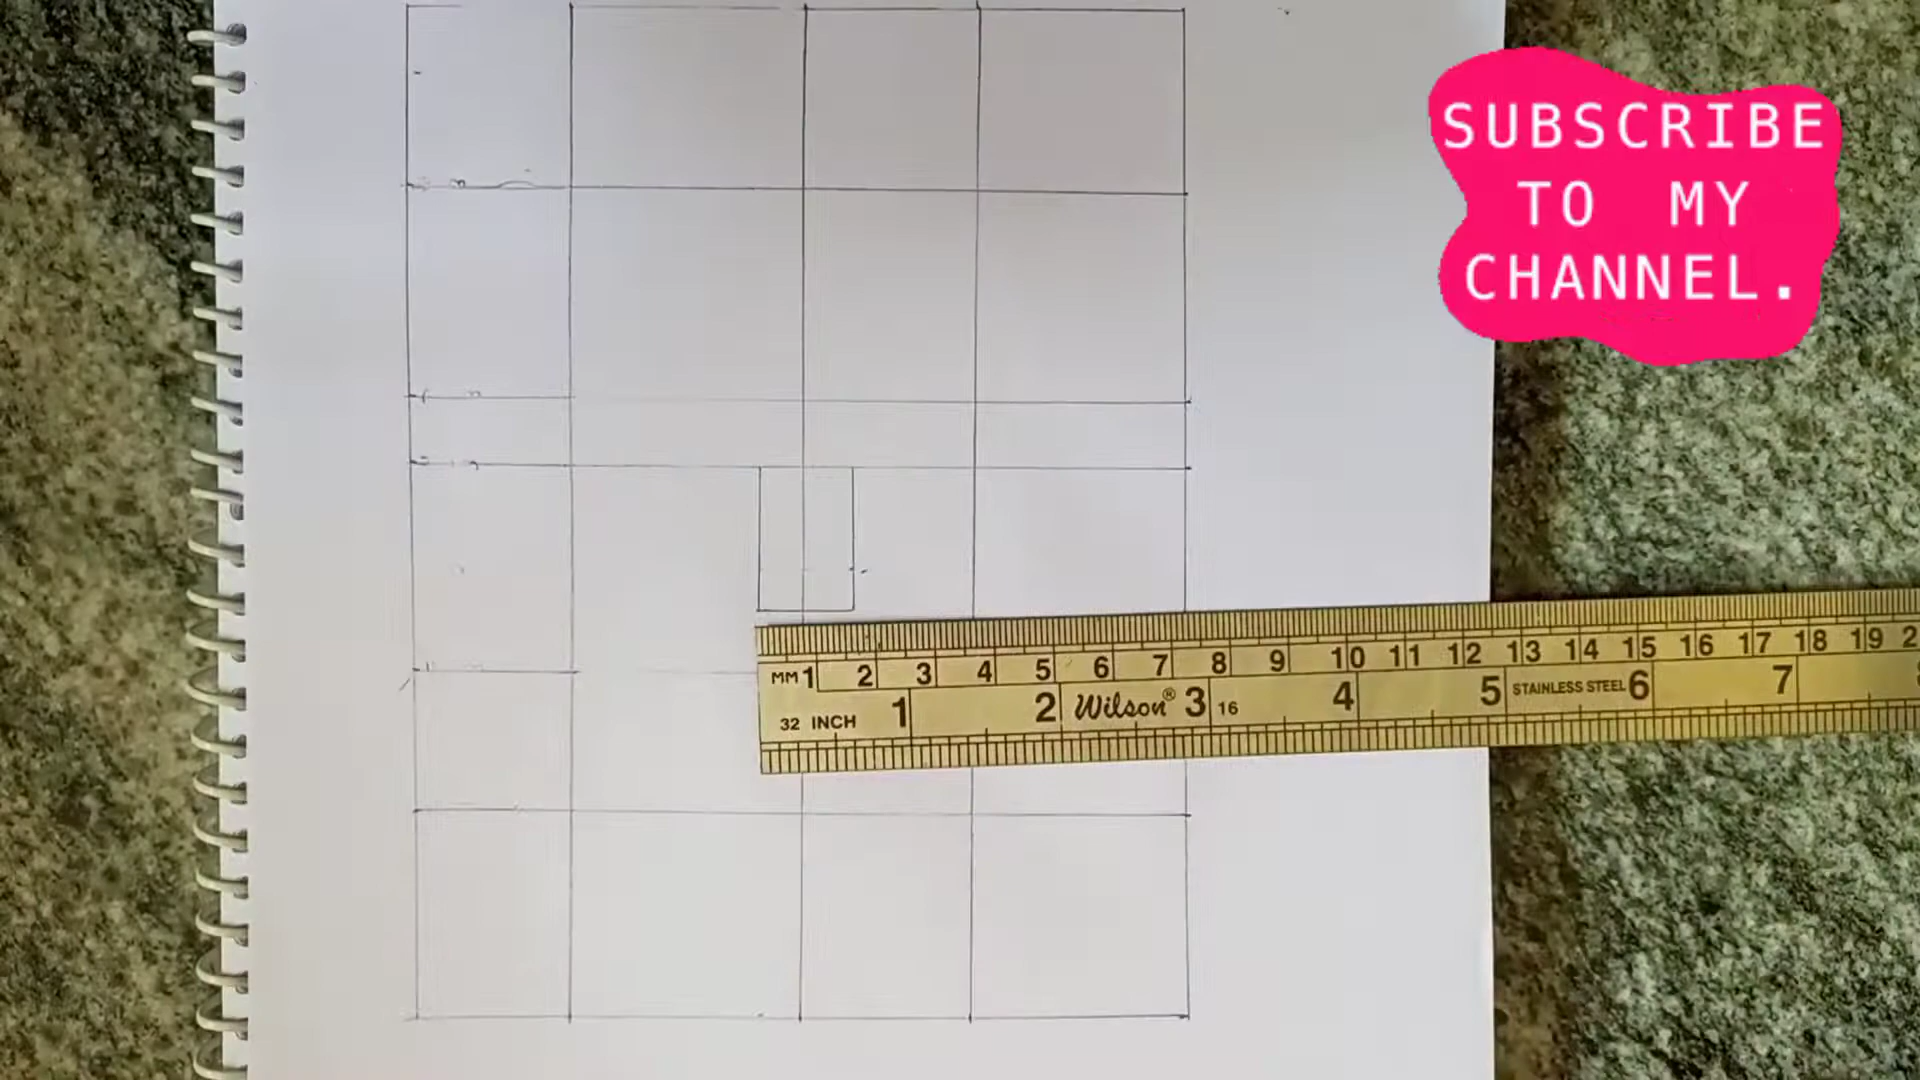 SUBSCRIBE
TO MY
CHANNEL.
MM 1 2 3 4 5 6 7 8 9 10 11 12 13 14 15 16 17 18 19
32 INCH 1 2 Wilson® 3 16 4 5 STAINLESS STEEL 6 7